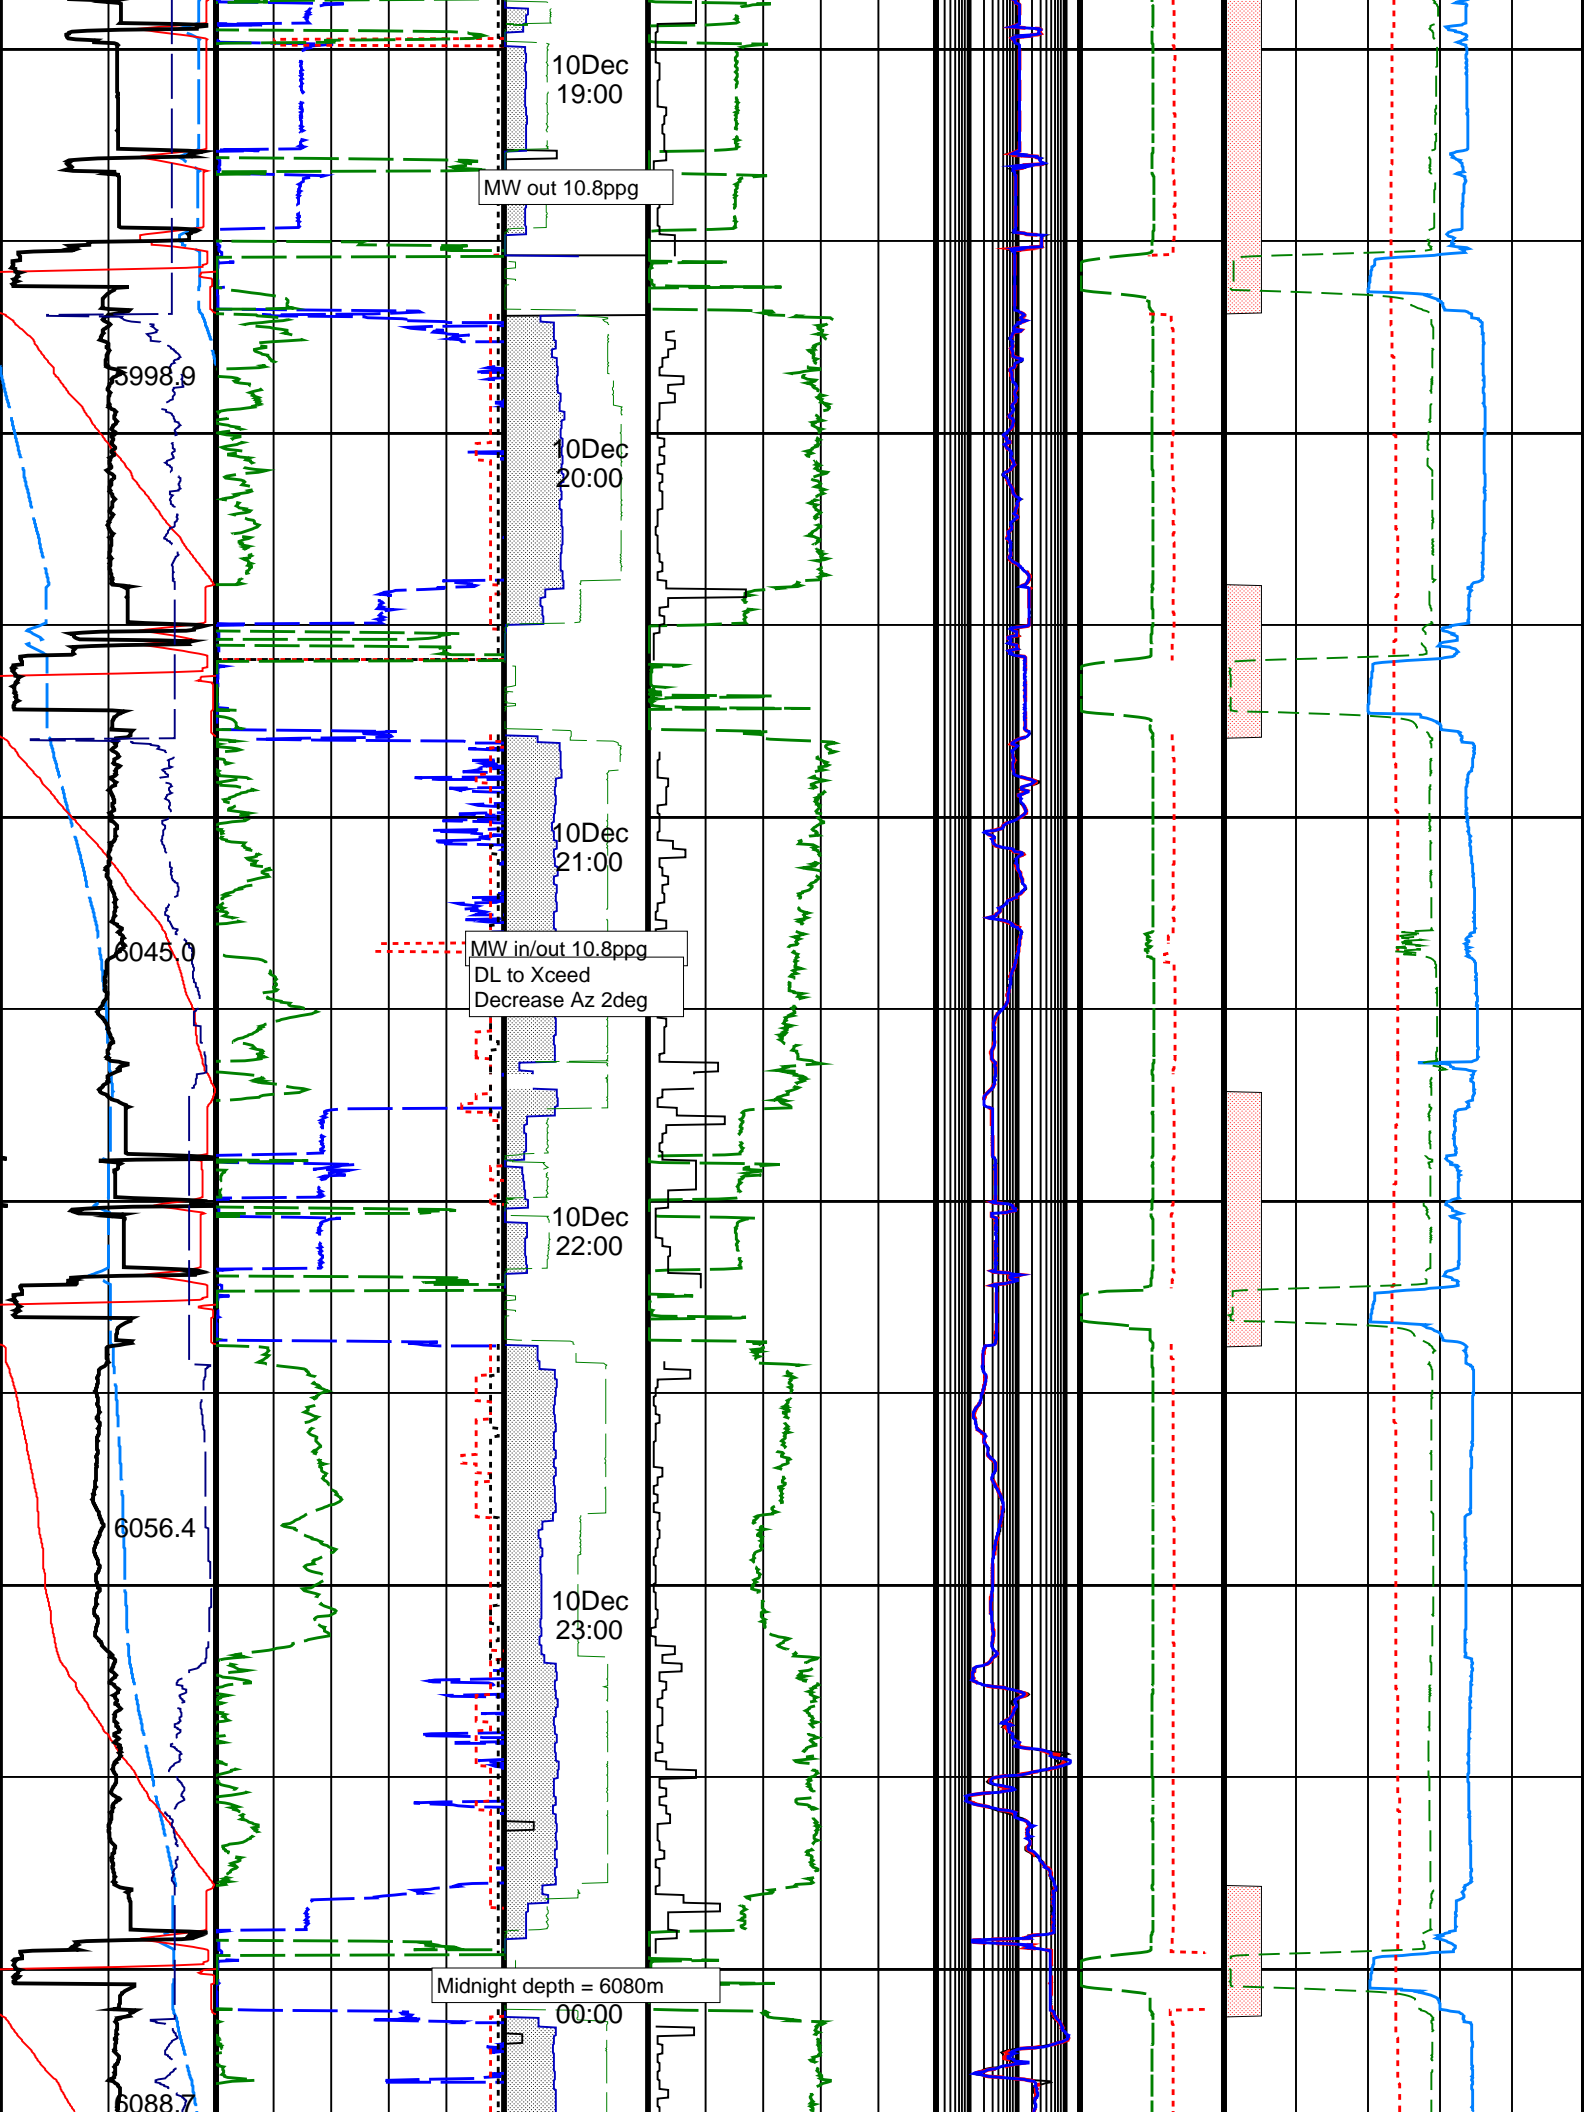 10Dec
19:00
MW out 10.8ppg
5998.9
10Dec
20:00
10Dec
21:00
MW in/out 10.8ppg
6045.0
DL to Xceed
Decrease Az 2deg
10Dec
22:00
6056.4
10Dec
23:00
Midnight depth = 6080m
00:00
6088.7